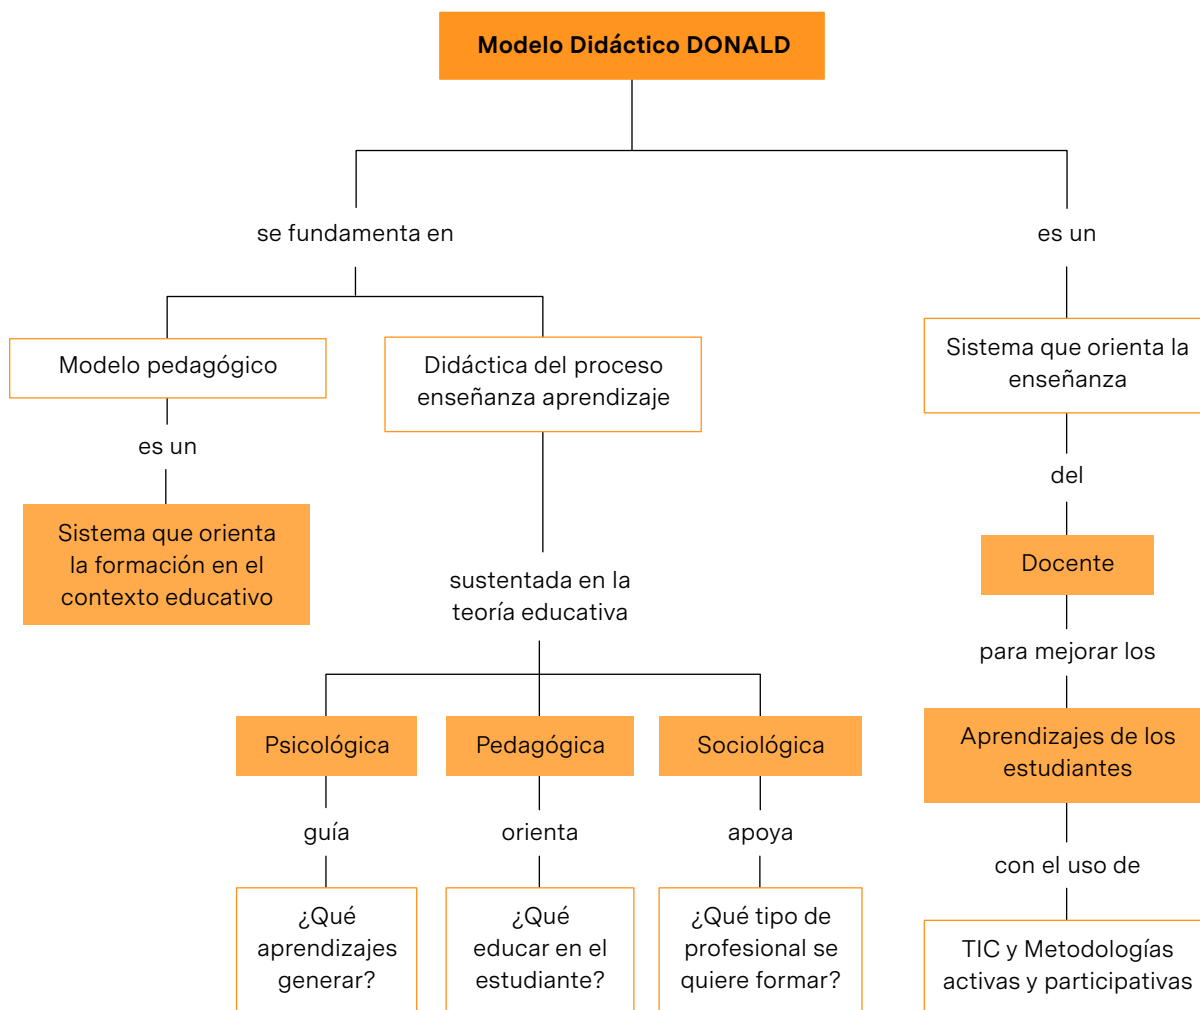 Modelo Didáctico DONALD
se fundamenta en
es un
Modelo pedagógico
Didáctica del proceso
enseñanza aprendizaje
Sistema que orienta la
enseñanza
es un
del
Sistema que orienta
la formación en el
contexto educativo
sustentada en la
teoría educativa
Docente
para mejorar los
Psicológica
Pedagógica
Sociológica
Aprendizajes de los
estudiantes
guía
orienta
apoya
con el uso de
¿Qué
aprendizajes
generar?
¿Qué
educar en el
estudiante?
¿Qué tipo de
profesional se
quiere formar?
TIC y Metodologías
activas y participativas